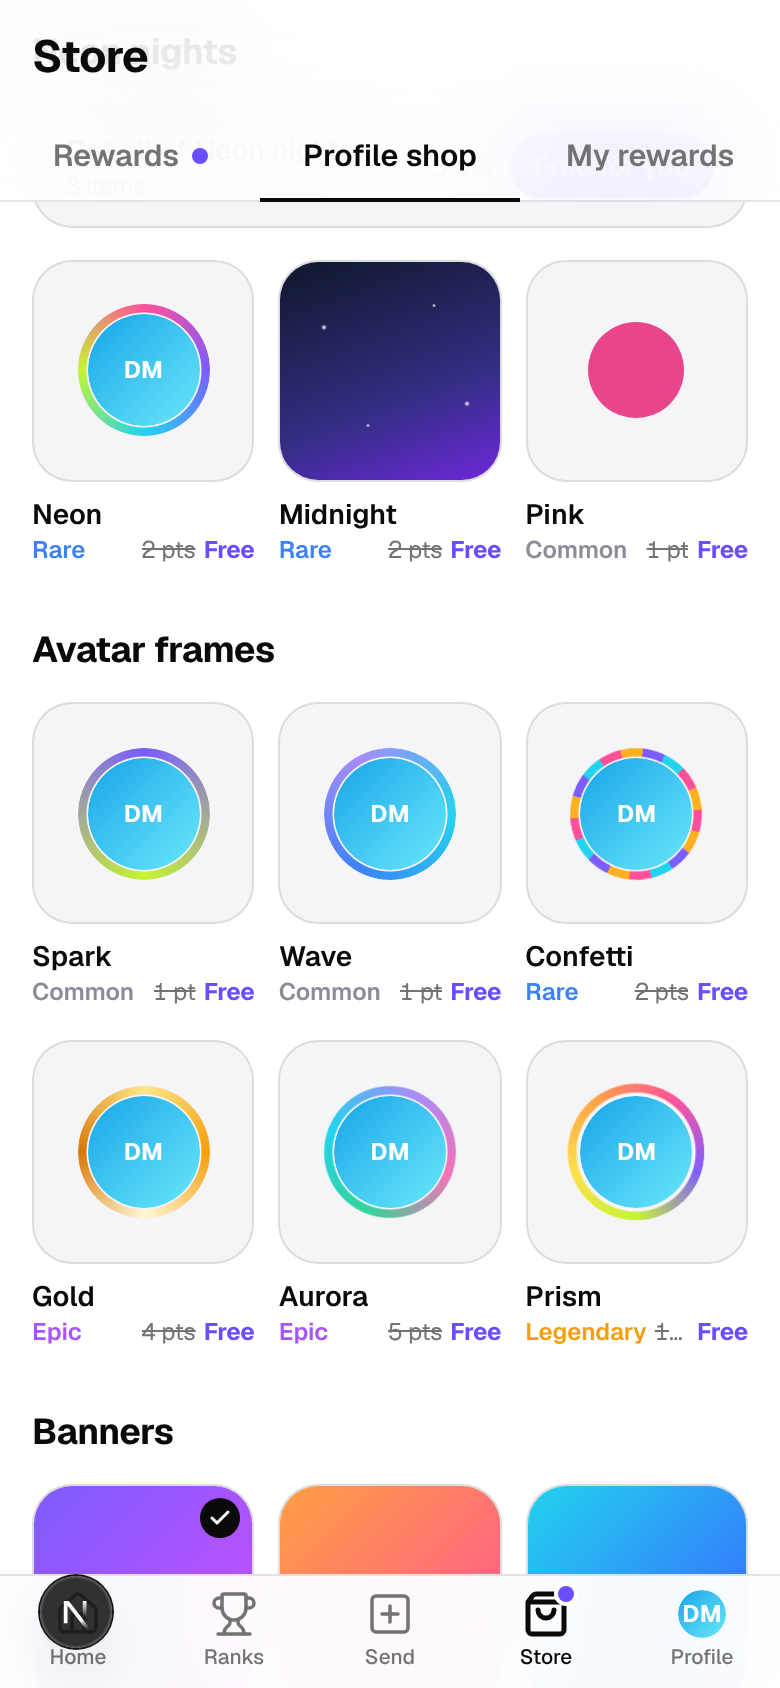 Store
Rewards
Profile shop
My rewards
3 items
DM
Neon
Rare 2 pts Free
Midnight
Rare 2 pts Free
Pink
Common 1 pt Free
Avatar frames
DM
DM
DM
Spark
Common 1 pt Free
Wave
Common 1 pt Free
Confetti
Rare 2 pts Free
DM
DM
DM
Gold
Epic 4 pts Free
Aurora
Epic 5 pts Free
Prism
Legendary 1... Free
Banners
N
Home
Ranks
Send
Store
DM
Profile